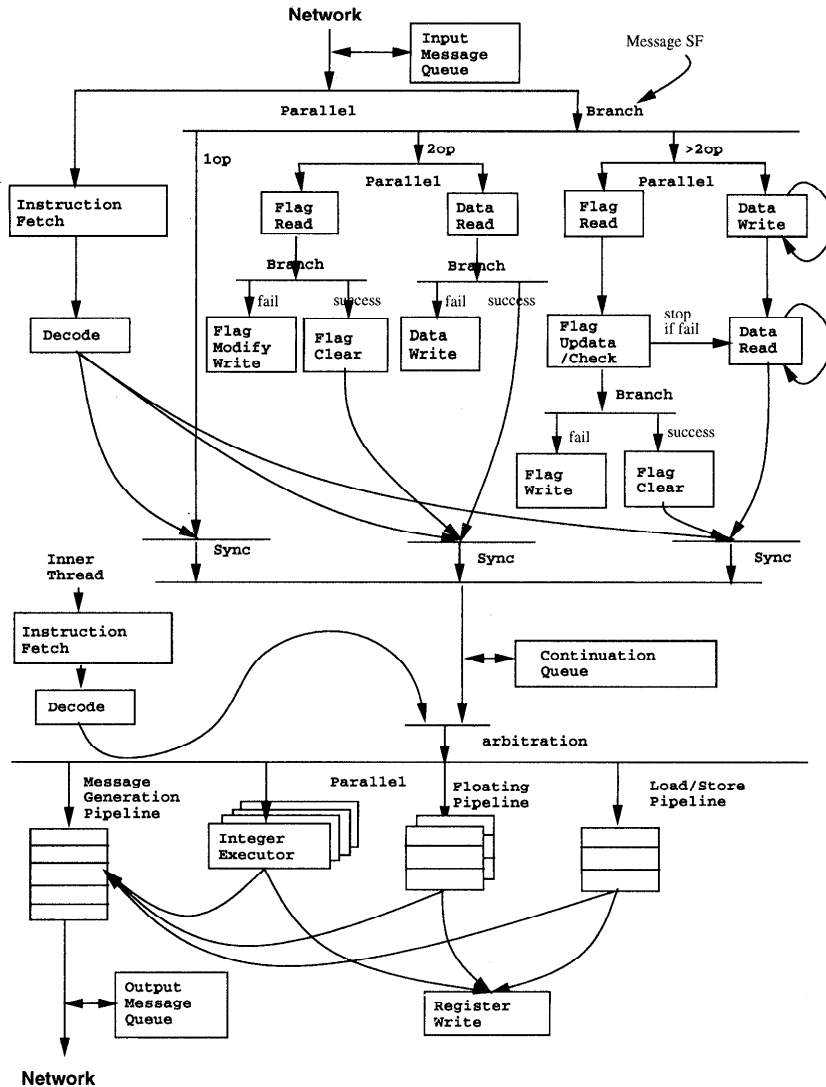 Network
Input
Message
Queue
Message SF
Parallel
Branch
1op
2op
>2op
Parallel
Parallel
Instruction
Fetch
Flag
Read
Data
Read
Flag
Read
Data
Write
Branch
Branch
fail
success
fail
success
stop
if fail
Decode
Flag
Modify
Write
Flag
Clear
Data
Write
Flag
Updata
/Check
Data
Read
Branch
fail
success
Flag
Write
Flag
Clear
Sync
Sync
Sync
Inner
Thread
Instruction
Fetch
Continuation
Queue
Decode
arbitration
Message
Generation
Pipeline
Parallel
Floating
Pipeline
Load/Store
Pipeline
Integer
Executor
Output
Message
Queue
Register
Write
Network